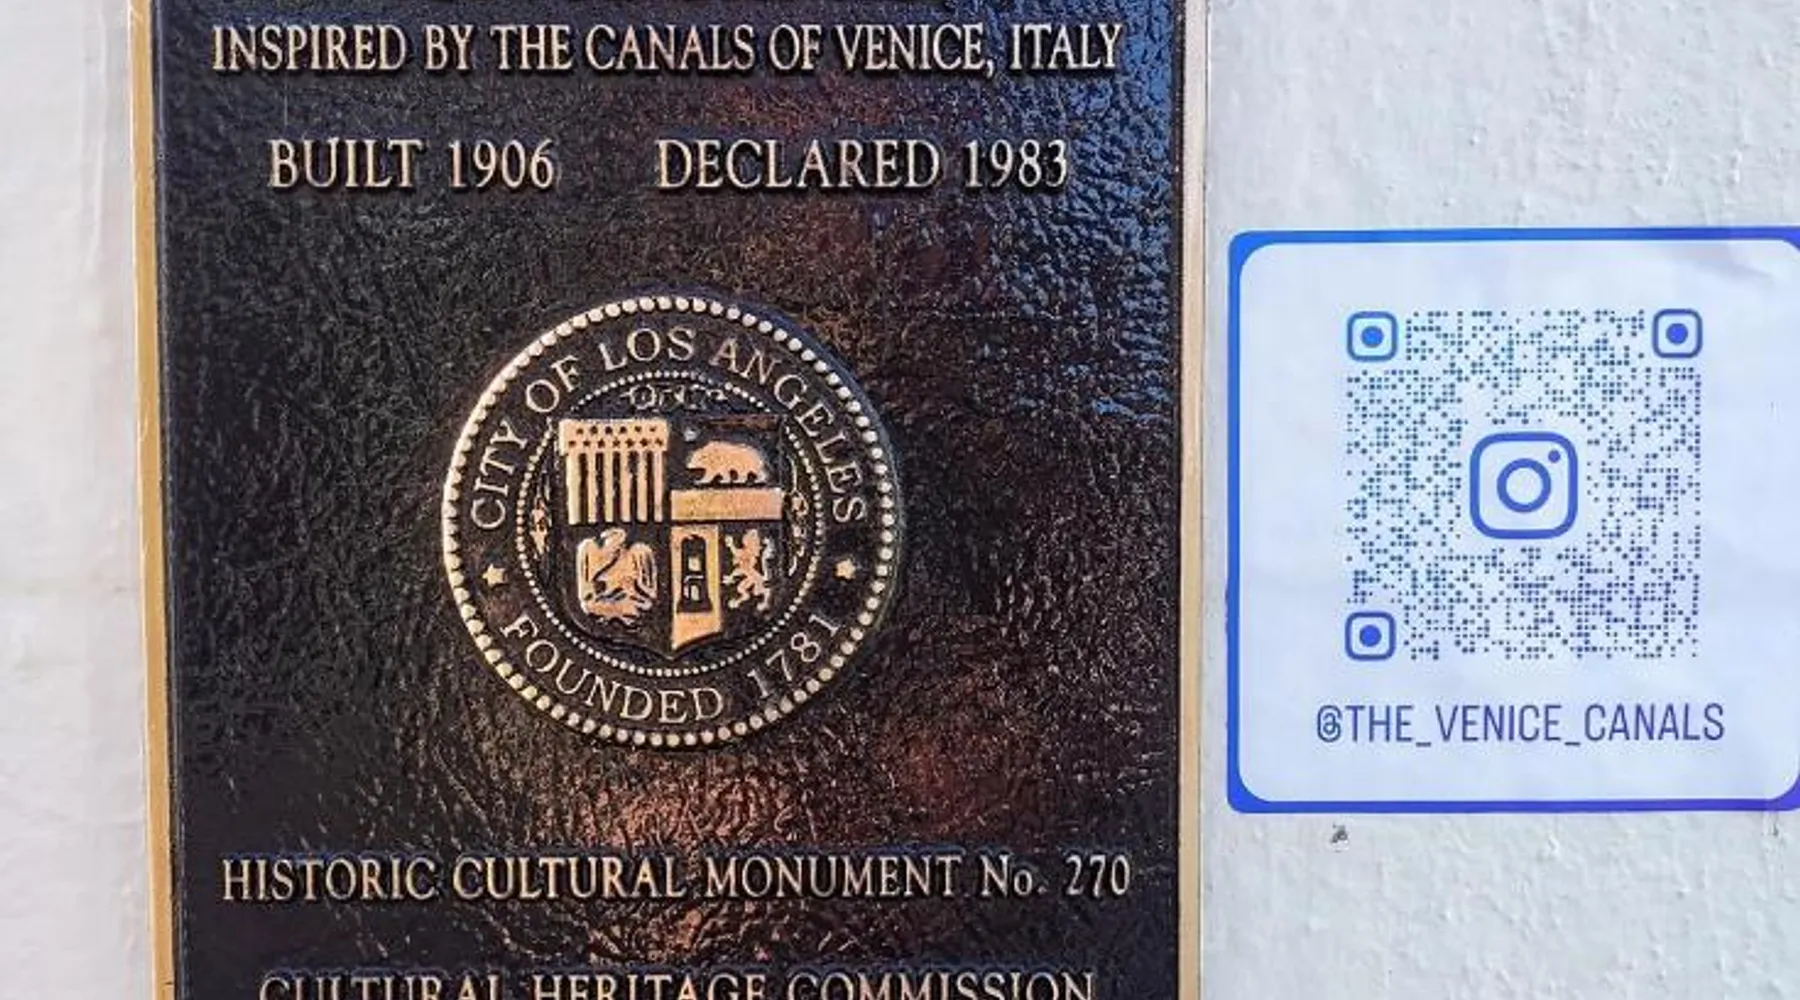 INSPIRED BY THE CANALS OF VENICE, ITALY
BUILT 1906 DECLARED 1983
CITY OF LOS ANGELES
FOUNDED 1781
HISTORIC CULTURAL MONUMENT No. 270
CULTURAL HERITAGE COMMISSION
@THE_VENICE_CANALS